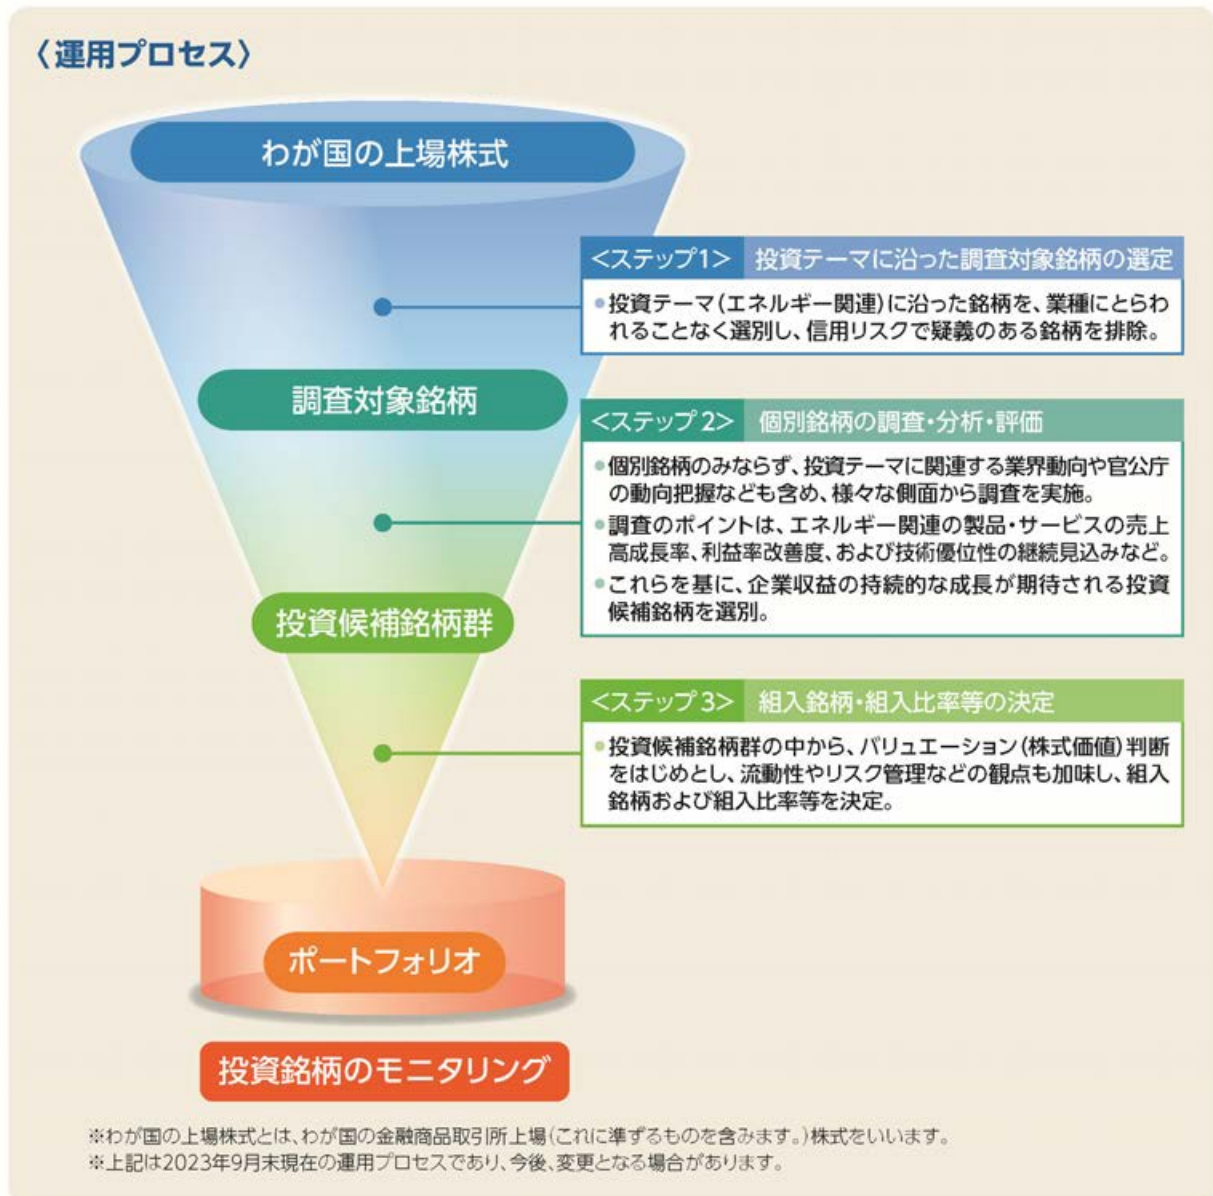 〈運用プロセス〉
わが国の上場株式
<ステップ1> 投資テーマに沿った調査対象銘柄の選定
●投資テーマ（エネルギー関連）に沿った銘柄を、業種にとらわ
れることなく選別し、信用リスクで疑義のある銘柄を排除。
調査対象銘柄
<ステップ2> 個別銘柄の調査・分析・評価
●個別銘柄のみならず、投資テーマに関連する業界動向や官公庁
の動向把握なども含め、様々な側面から調査を実施。
●調査のポイントは、エネルギー関連の製品・サービスの売上
高成長率、利益率改善度、および技術優位性の継続見込みなど。
●これらを基に、企業収益の持続的な成長が期待される投資
候補銘柄を選別。
投資候補銘柄群
<ステップ3> 組入銘柄・組入比率等の決定
●投資候補銘柄群の中から、バリュエーション（株式価値）判断
をはじめとし、流動性やリスク管理などの観点も加味し、組入
銘柄および組入比率等を決定。
ポートフォリオ
投資銘柄のモニタリング
※わが国の上場株式とは、わが国の金融商品取引所上場（これに準ずるものを含みます。）株式をいいます。
※上記は2023年9月末現在の運用プロセスであり、今後、変更となる場合があります。